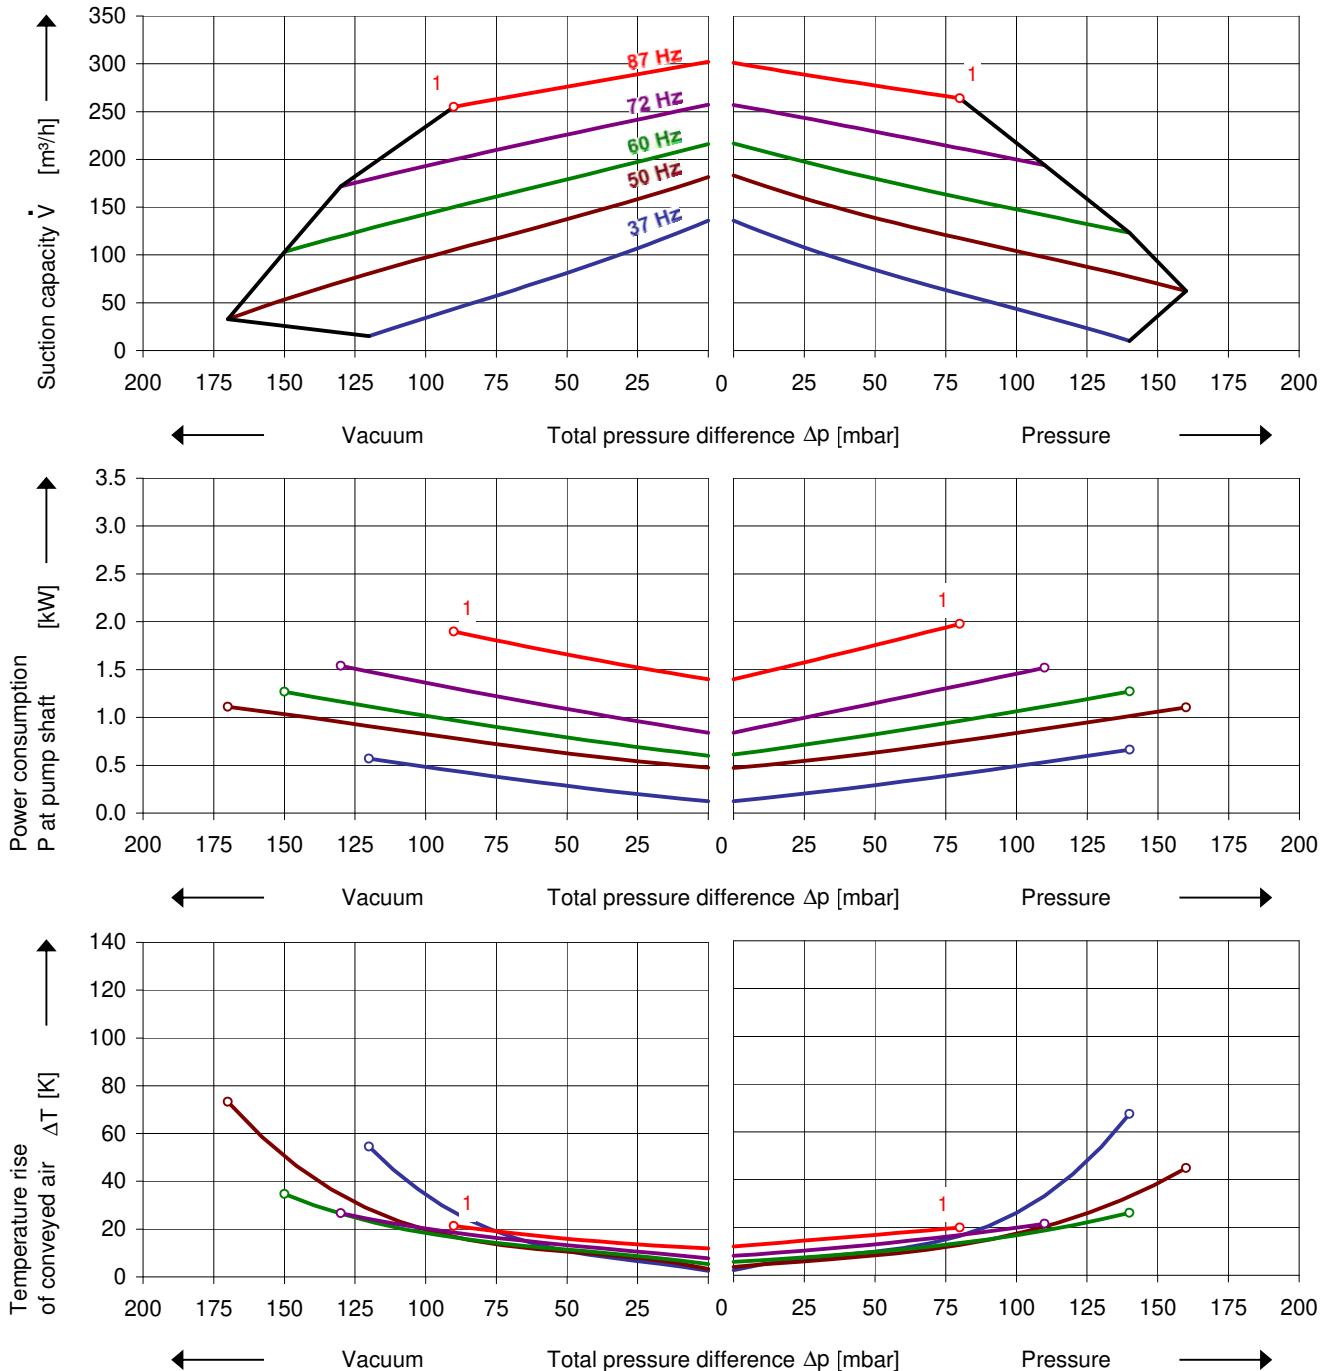 350
300
250
200
150
100
50
0
Suction capacity V̇ [m³/h]
87 Hz
72 Hz
60 Hz
50 Hz
37 Hz
1
1
200 175 150 125 100 75 50 25 0 25 50 75 100 125 150 175 200
Vacuum Total pressure difference Δp [mbar] Pressure
3.5
3.0
2.5
2.0
1.5
1.0
0.5
0.0
Power consumption
P at pump shaft [kW]
1
1
200 175 150 125 100 75 50 25 0 25 50 75 100 125 150 175 200
Vacuum Total pressure difference Δp [mbar] Pressure
140
120
100
80
60
40
20
0
Temperature rise
of conveyed air ΔT [K]
1
1
200 175 150 125 100 75 50 25 0 25 50 75 100 125 150 175 200
Vacuum Total pressure difference Δp [mbar] Pressure